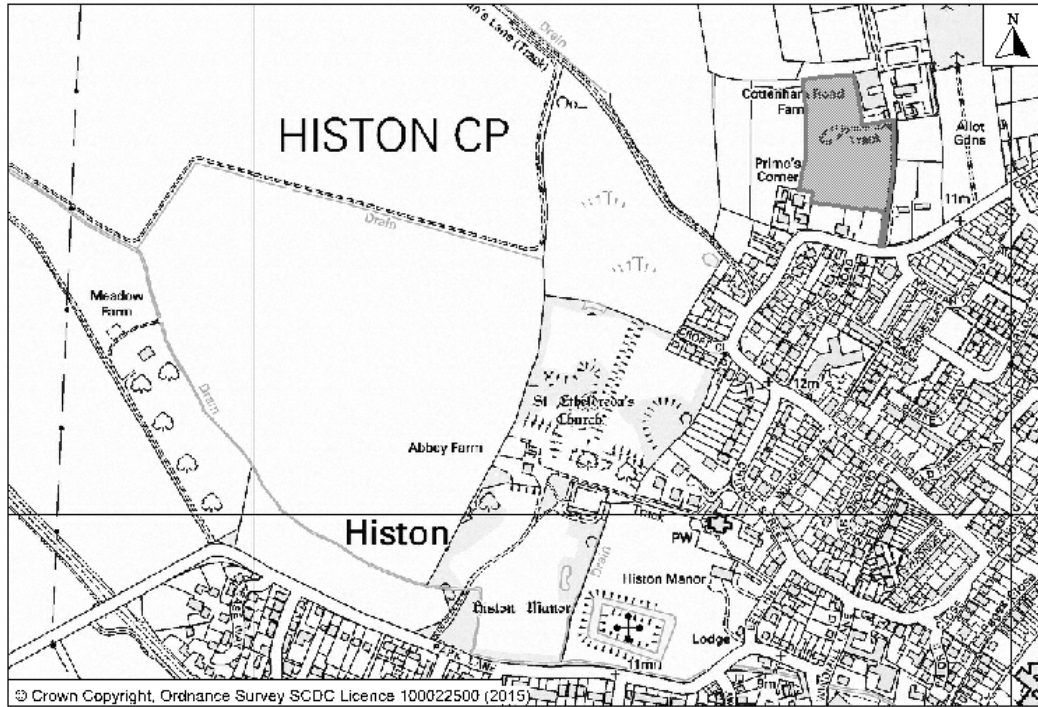 N
Drain
's Lane (Track)
Cottenham Road
Farm
HISTON CP
Track
Allot
Gdns
Primo's
Corner
11m
Drain
Meadow
Farm
Drain
12m
St Etheldreda's
Church
Abbey Farm
Histon
Track
PW
Drain
Histon Manor
Histon Manor
Lodge
11m
9m
© Crown Copyright, Ordnance Survey SCDC Licence 100022500 (2015)